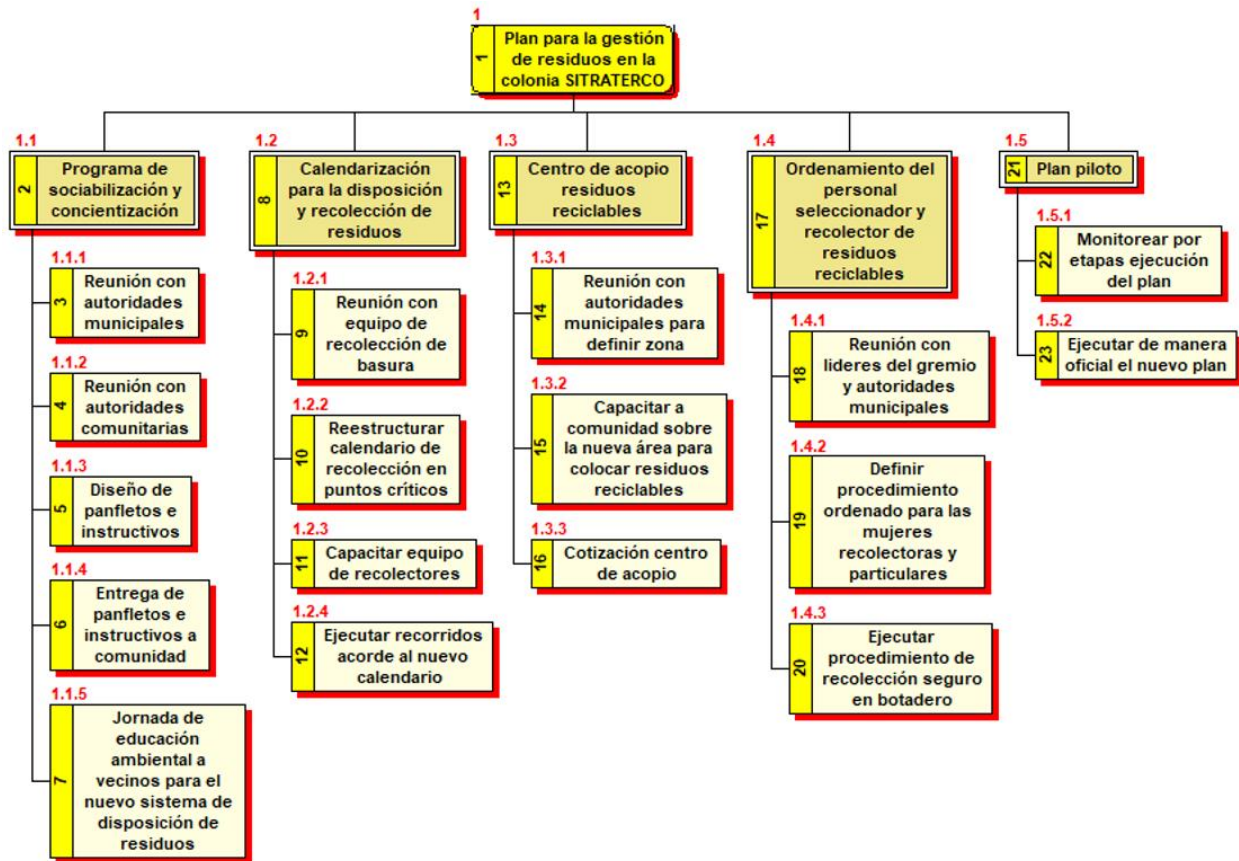 1
1
Plan para la gestión
de residuos en la
colonia SITRATERCO
1.1
2
Programa de
sociabilización y
concientización
1.1.1
3
Reunión con
autoridades
municipales
1.1.2
4
Reunión con
autoridades
comunitarias
1.1.3
5
Diseño de
panfletos e
instructivos
1.1.4
6
Entrega de
panfletos e
instructivos a
comunidad
1.1.5
7
Jornada de
educación
ambiental a
vecinos para el
nuevo sistema de
disposición de
residuos
1.2
8
Calendarización
para la disposición
y recolección de
residuos
1.2.1
9
Reunión con
equipo de
recolección de
basura
1.2.2
10
Reestructurar
calendario de
recolección en
puntos críticos
1.2.3
11
Capacitar equipo
de recolectores
1.2.4
12
Ejecutar recorridos
acorde al nuevo
calendario
1.3
13
Centro de acopio
residuos
reciclables
1.3.1
14
Reunión con
autoridades
municipales para
definir zona
1.3.2
15
Capacitar a
comunidad sobre
la nueva área para
colocar residuos
reciclables
1.3.3
16
Cotización centro
de acopio
1.4
17
Ordenamiento del
personal
seleccionador y
recolector de
residuos
reciclables
1.4.1
18
Reunión con
lideres del gremio
y autoridades
municipales
1.4.2
19
Definir
procedimiento
ordenado para las
mujeres
recolectoras y
particulares
1.4.3
20
Ejecutar
procedimiento de
recolección seguro
en botadero
1.5
21
Plan piloto
1.5.1
22
Monitorear por
etapas ejecución
del plan
1.5.2
23
Ejecutar de manera
oficial el nuevo plan